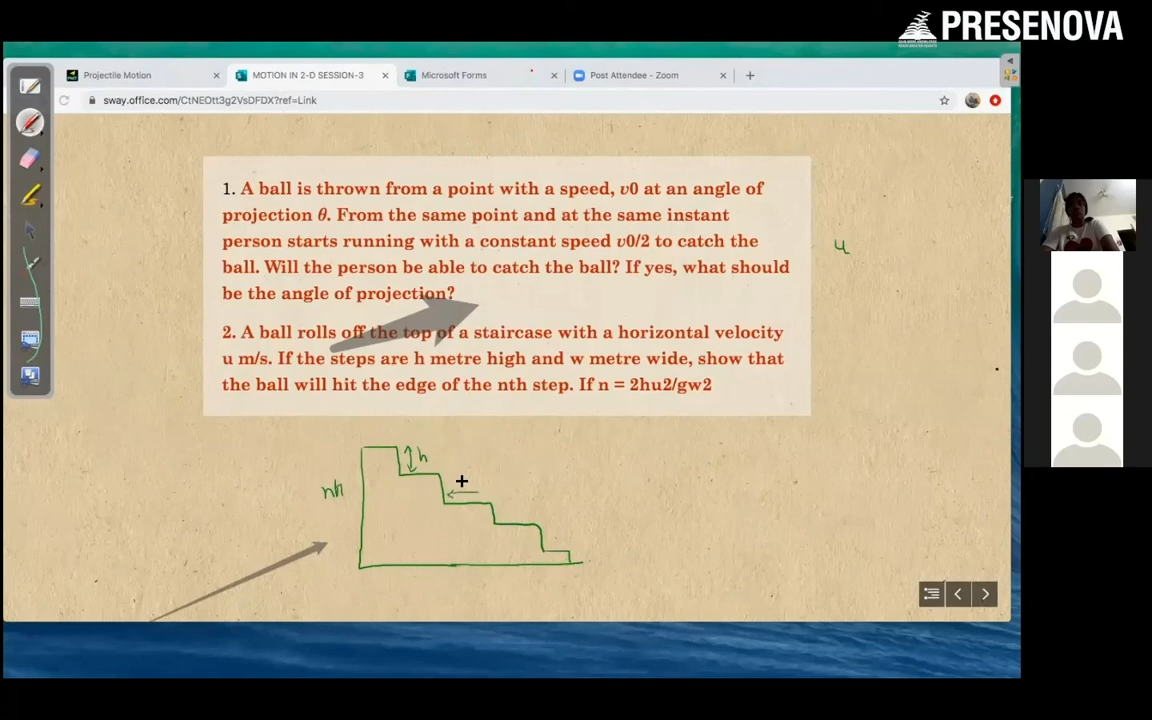 PRESENOVA
Projectile Motion
MOTION IN 2-D SESSION-3
Microsoft Forms
Post Attendee - Zoom
sway.office.com/CtNEOtt3g2VsDFDX?ref=Link
1. A ball is thrown from a point with a speed, v0 at an angle of
projection θ. From the same point and at the same instant
person starts running with a constant speed v0/2 to catch the
ball. Will the person be able to catch the ball? If yes, what should
be the angle of projection?
2. A ball rolls off the top of a staircase with a horizontal velocity
u m/s. If the steps are h metre high and w metre wide, show that
the ball will hit the edge of the nth step. If n = 2hu2/gw2
u
h
nh